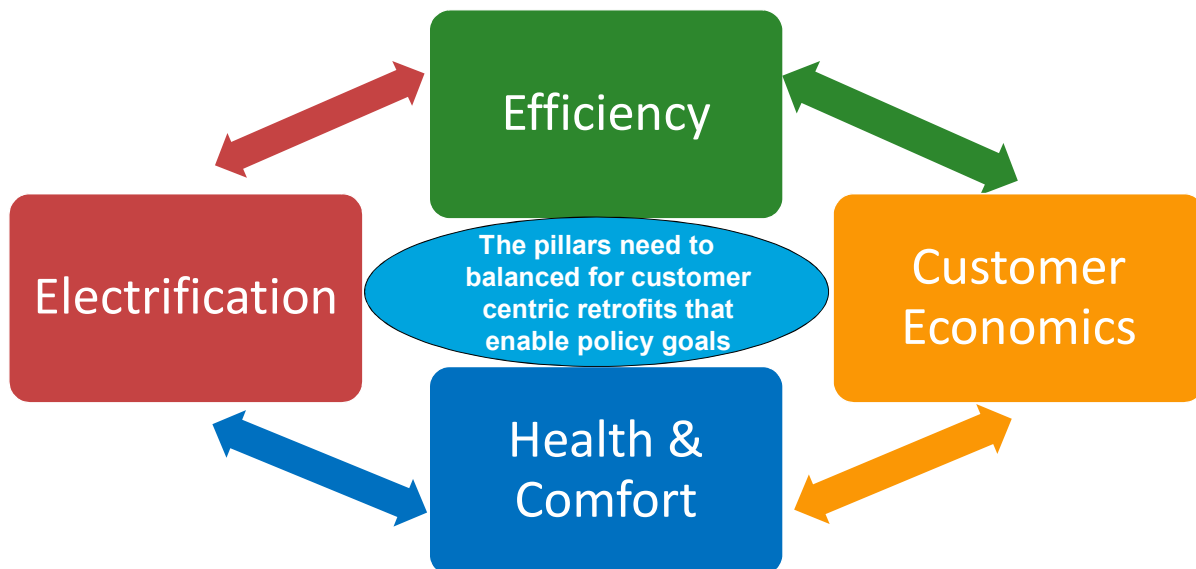 Efficiency
Electrification
The pillars need to
balanced for customer
centric retrofits that
enable policy goals
Customer
Economics
Health &
Comfort